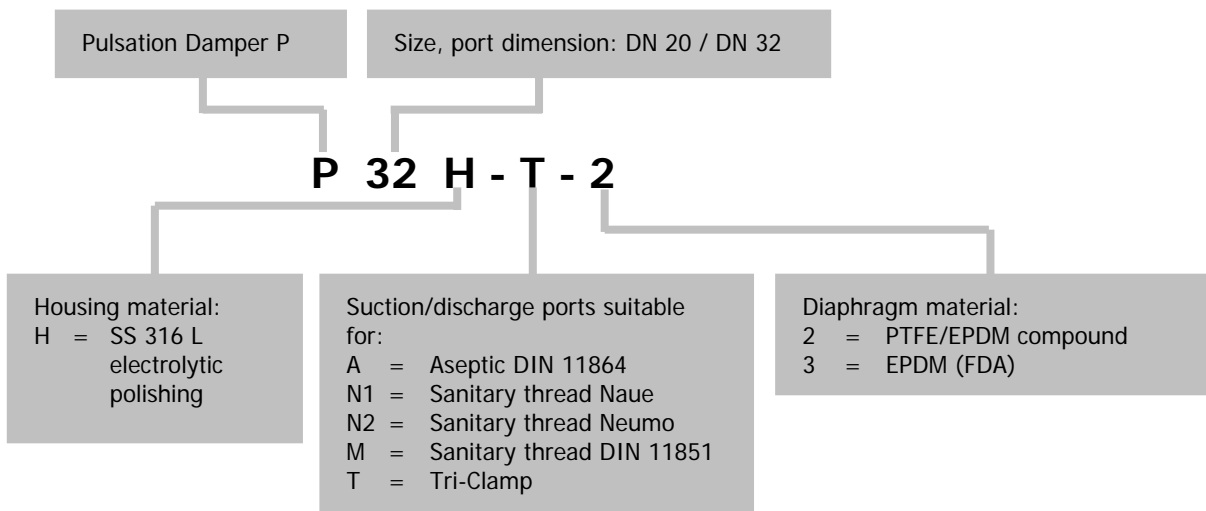 Pulsation Damper P
Size, port dimension: DN 20 / DN 32
P 32 H - T - 2
Housing material:
H = SS 316 L
electrolytic
polishing
Suction/discharge ports suitable
for:
A = Aseptic DIN 11864
N1 = Sanitary thread Naue
N2 = Sanitary thread Neumo
M = Sanitary thread DIN 11851
T = Tri-Clamp
Diaphragm material:
2 = PTFE/EPDM compound
3 = EPDM (FDA)